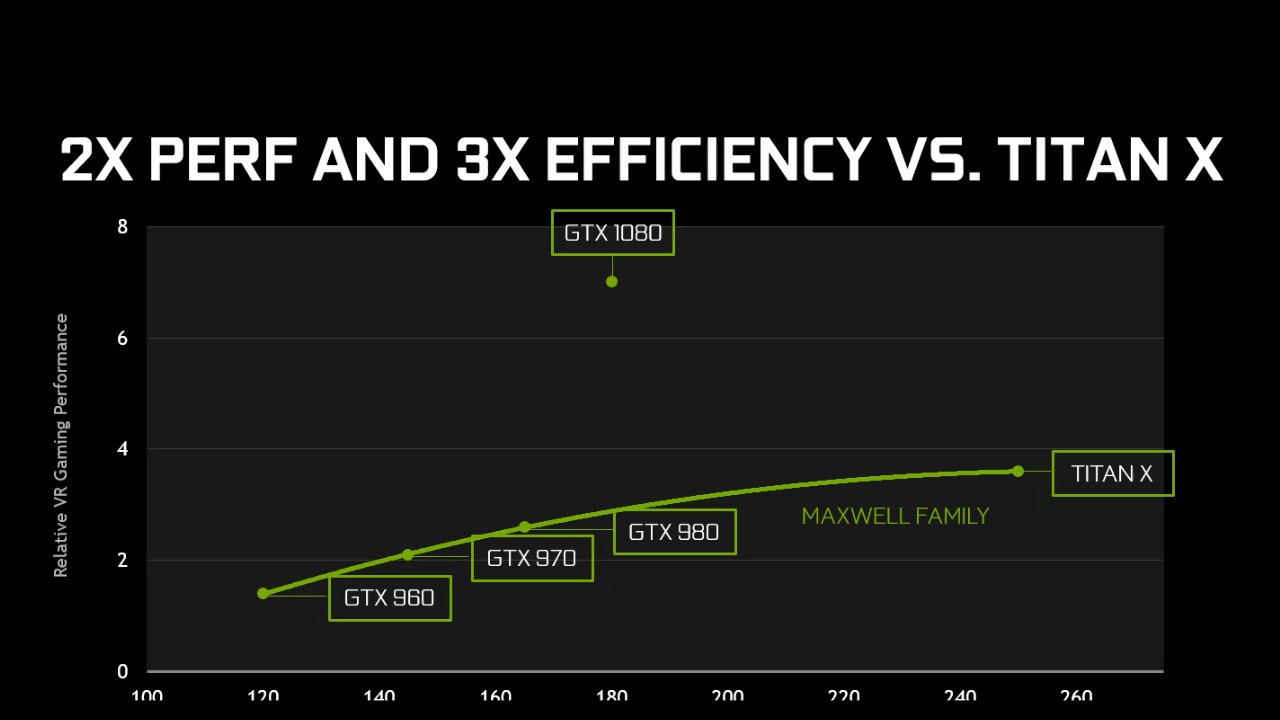 2X PERF AND 3X EFFICIENCY VS. TITAN X
8
GTX 1080
6
Relative VR Gaming Performance
4
TITAN X
MAXWELL FAMILY
GTX 980
GTX 970
2
GTX 960
0
100 120 140 160 180 200 220 240 260